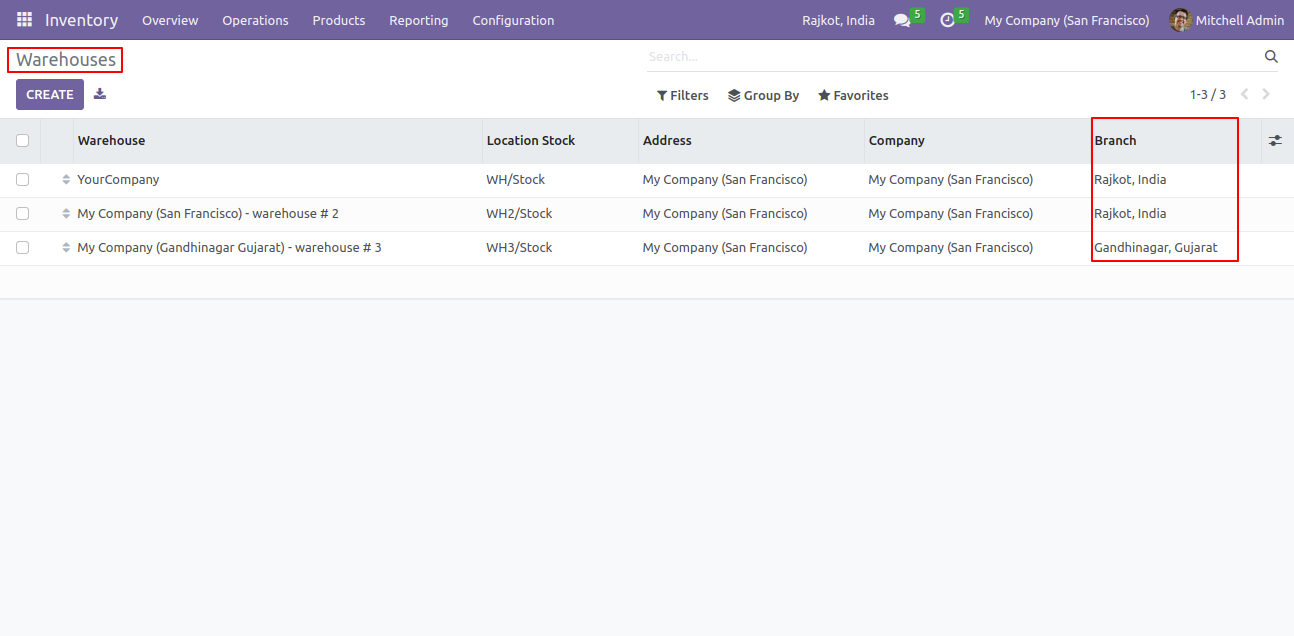 Inventory Overview Operations Products Reporting Configuration Rajkot, India 5 5 My Company (San Francisco) Mitchell Admin
Warehouses Search...
CREATE Filters Group By Favorites 1-3 / 3
Warehouse Location Stock Address Company Branch
YourCompany WH/Stock My Company (San Francisco) My Company (San Francisco) Rajkot, India
My Company (San Francisco) - warehouse # 2 WH2/Stock My Company (San Francisco) My Company (San Francisco) Rajkot, India
My Company (Gandhinagar Gujarat) - warehouse # 3 WH3/Stock My Company (San Francisco) My Company (San Francisco) Gandhinagar, Gujarat